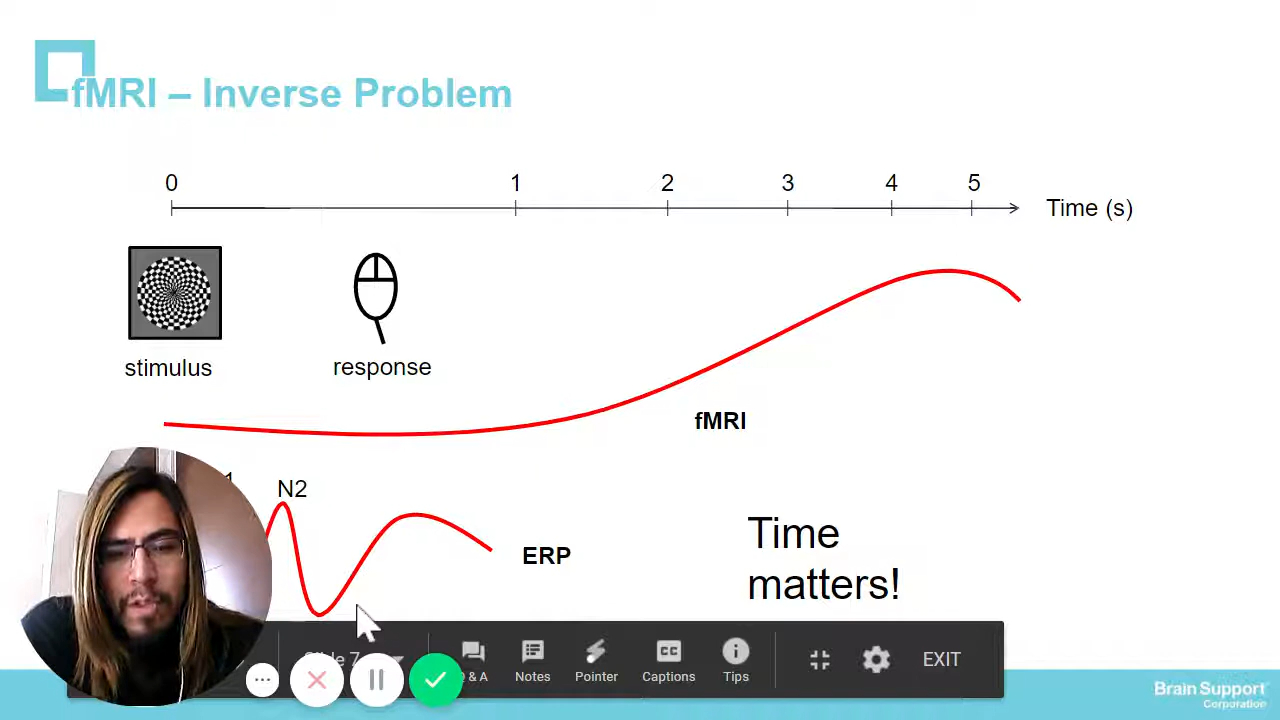 fMRI – Inverse Problem
0 1 2 3 4 5
Time (s)
stimulus
response
fMRI
N2
ERP
Time
matters!
Notes
Pointer
Captions
Tips
EXIT
Brain Support
Corporation